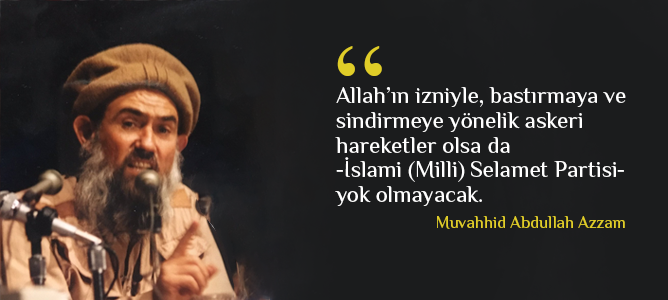 “
Allah’ın izniyle, bastırmaya ve
sindirmeye yönelik askeri
hareketler olsa da
-İslami (Milli) Selamet Partisi-
yok olmayacak.
Muvahhid Abdullah Azzam